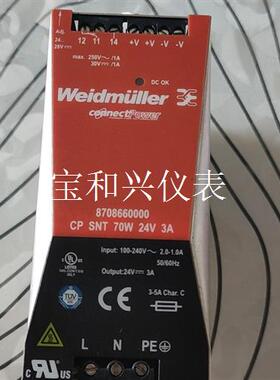 Adj.
24...
28V
12 11 14 +V +V -V -V
max. 250V~/1A
30V⎓/1A
DC OK
Weidmüller
connectPower
宝和兴仪表
8708660000
CP SNT 70W 24V 3A
Input: 100-240V~ 2.0-1.0A
50/60Hz
Output:24V⎓ 3A
3-5A Char. C
L N PE